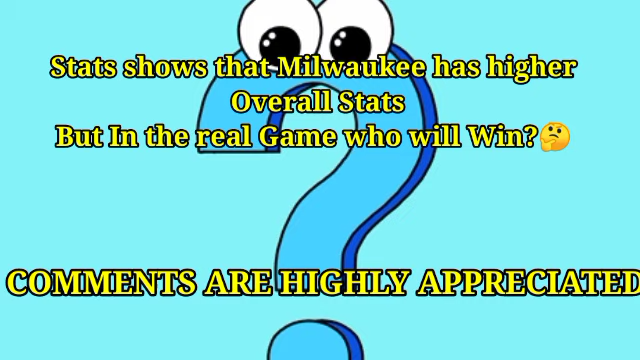 Stats shows that Milwaukee has higher
Overall Stats
But In the real Game who will Win?🤔
COMMENTS ARE HIGHLY APPRECIATED